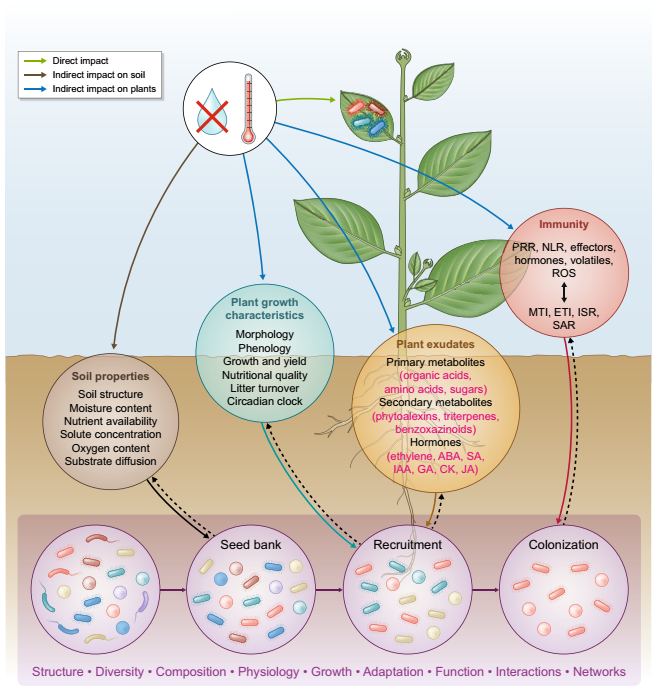 Direct impact
Indirect impact on soil
Indirect impact on plants
Immunity
PRR, NLR, effectors,
hormones, volatiles,
ROS
MTI, ETI, ISR,
SAR
Plant growth
characteristics
Morphology
Phenology
Growth and yield
Nutritional quality
Litter turnover
Circadian clock
Plant exudates
Primary metabolites
(organic acids,
amino acids, sugars)
Secondary metabolites
(phytoalexins, triterpenes,
benzoxazinoids)
Hormones
(ethylene, ABA, SA,
IAA, GA, CK, JA)
Soil properties
Soil structure
Moisture content
Nutrient availability
Solute concentration
Oxygen content
Substrate diffusion
Seed bank
Recruitment
Colonization
Structure • Diversity • Composition • Physiology • Growth • Adaptation • Function • Interactions • Networks